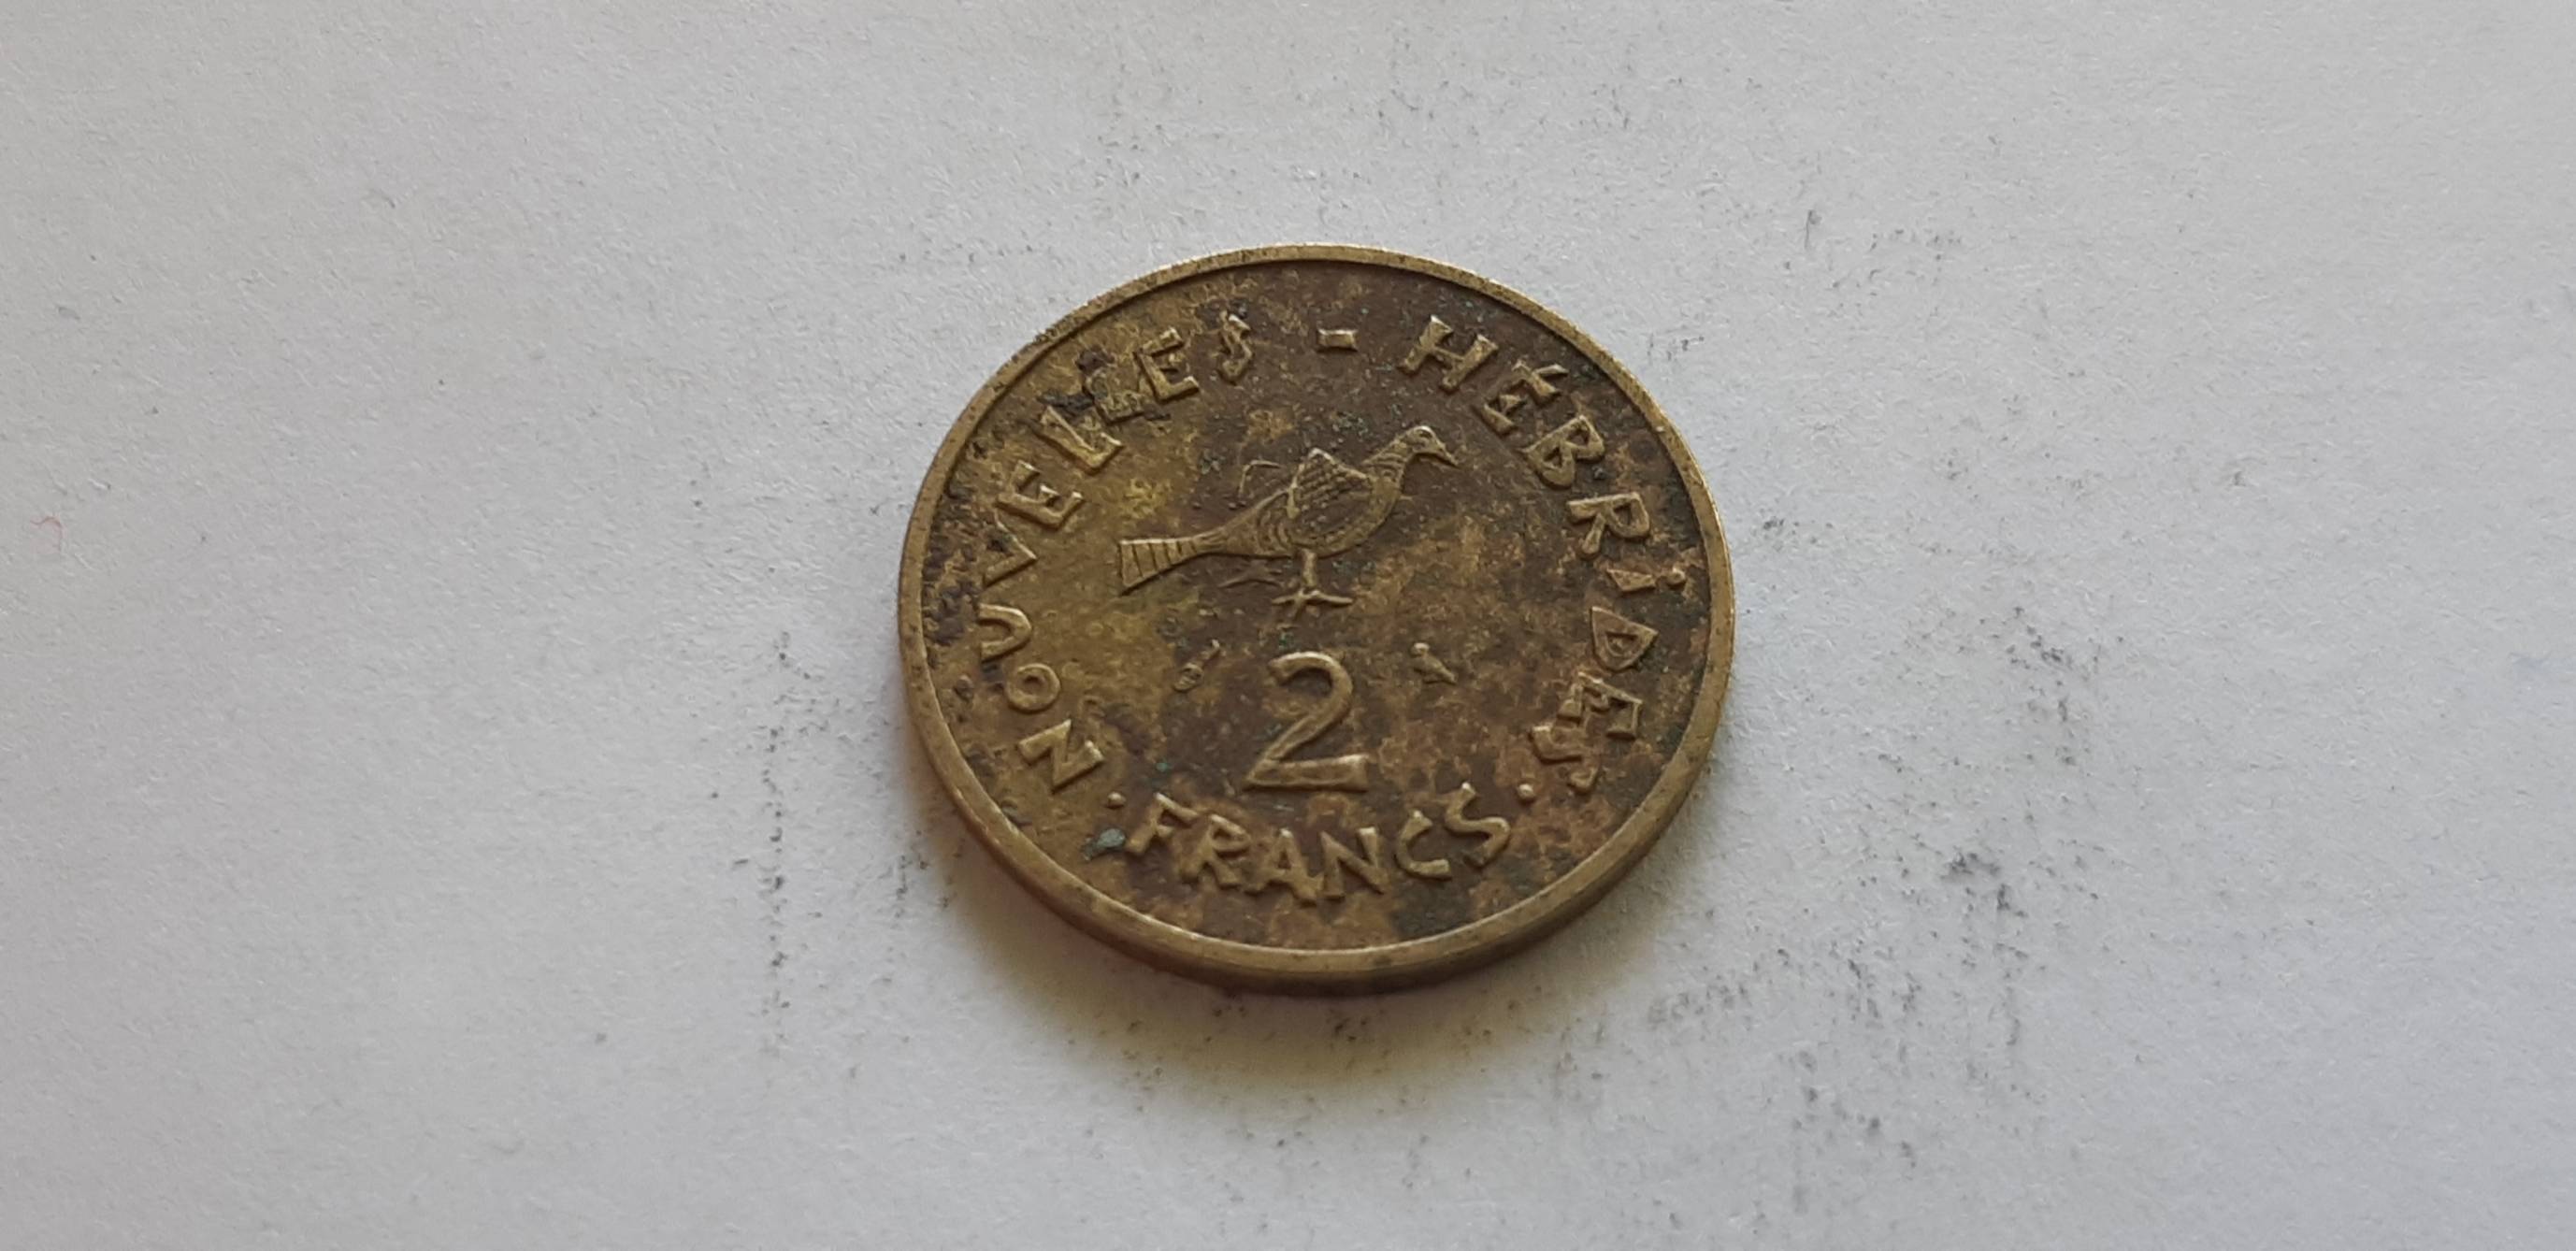 NOUVELLES - HÉBRIDES
2
FRANCS